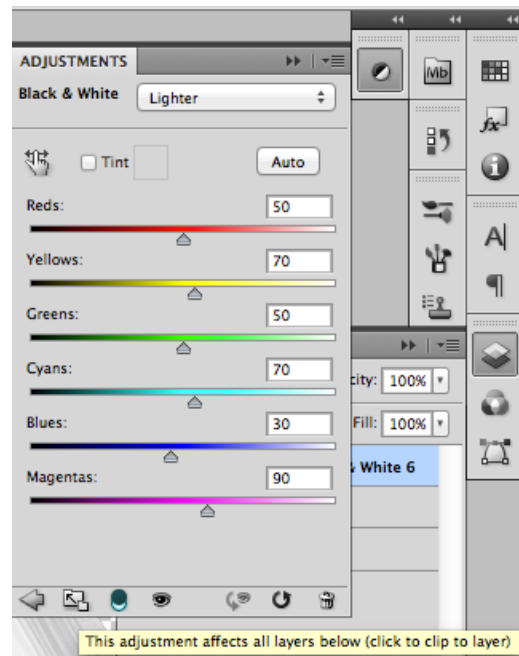 ADJUSTMENTS
Black & White Lighter
Mb
fx
Tint Auto
Reds: 50
A
Yellows: 70
Greens: 50
Cyans: 70
city: 100%
Blues: 30
Fill: 100%
& White 6
Magentas: 90
This adjustment affects all layers below (click to clip to layer)